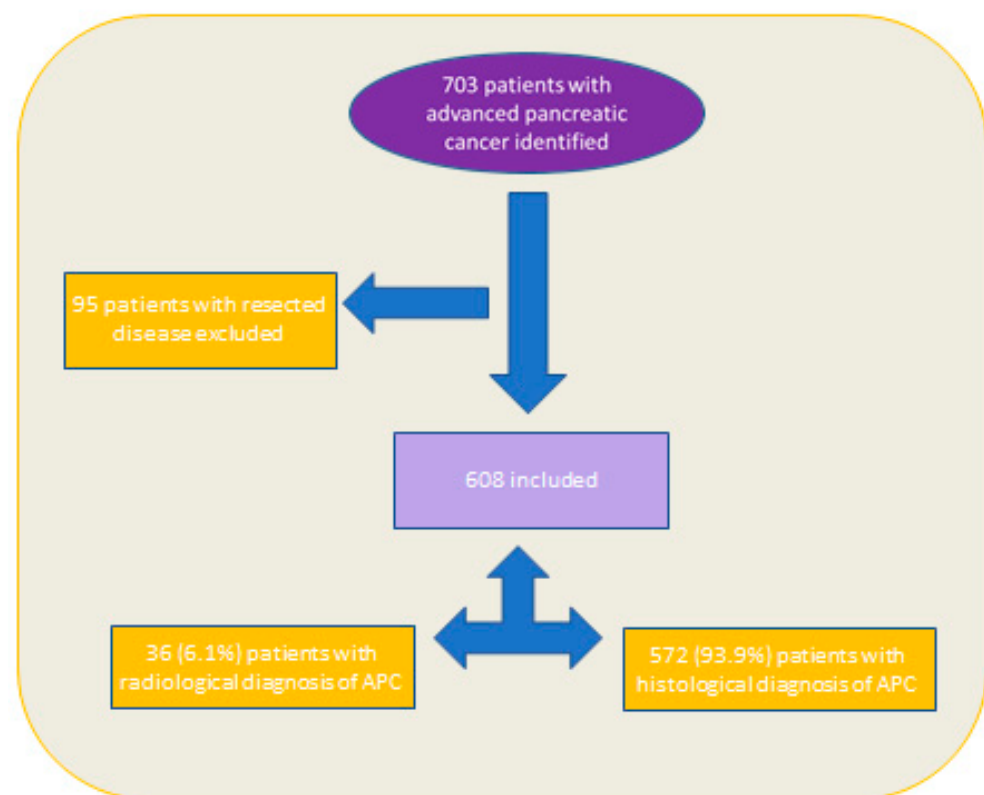 703 patients with
advanced pancreatic
cancer identified
95 patients with resected
disease excluded
608 included
36 (6.1%) patients with
radiological diagnosis of APC
572 (93.9%) patients with
histological diagnosis of APC